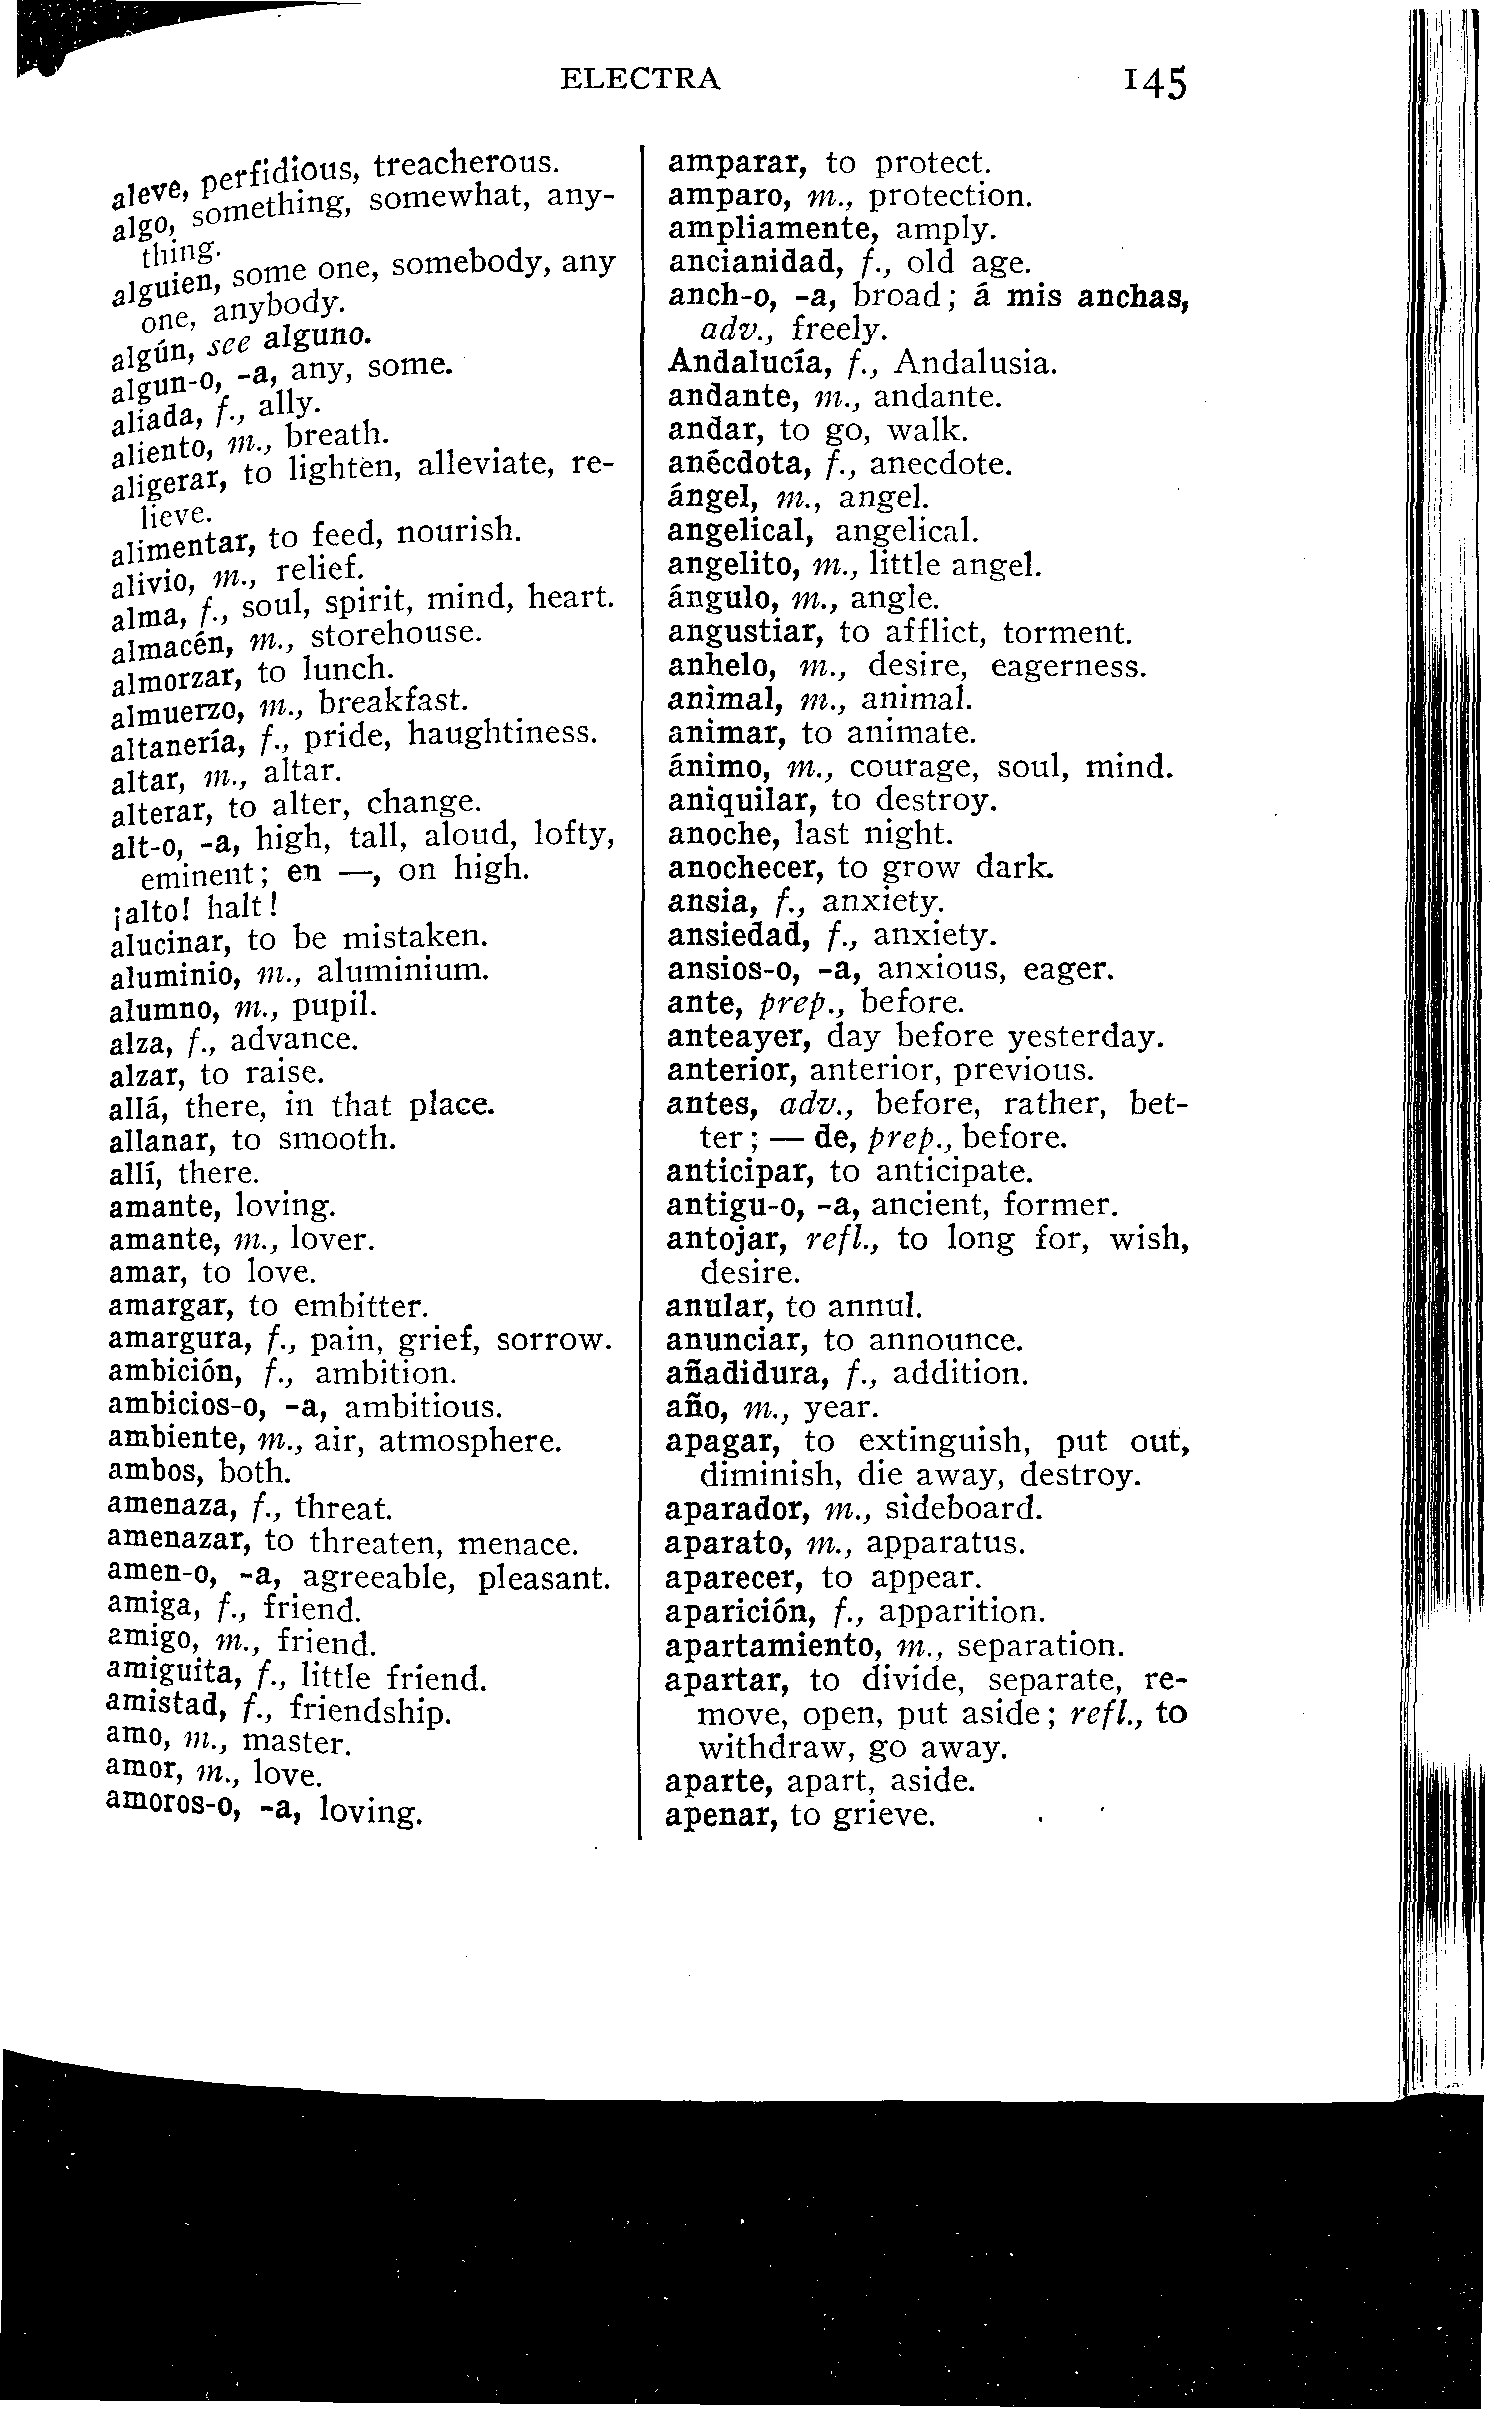 ELECTRA 145
aleve, perfidious, treacherous.
algo, something, somewhat, any-
thing.
alguien, some one, somebody, any
one, anybody.
algún, see alguno.
algun-o, -a, any, some.
aliada, f., ally.
aliento, m., breath.
aligerar, to lighten, alleviate, re-
lieve.
alimentar, to feed, nourish.
alivio, m., relief.
alma, f., soul, spirit, mind, heart.
almacén, m., storehouse.
almorzar, to lunch.
almuerzo, m., breakfast.
altanería, f., pride, haughtiness.
altar, m., altar.
alterar, to alter, change.
alt-o, -a, high, tall, aloud, lofty,
eminent; en —, on high.
¡alto! halt!
alucinar, to be mistaken.
aluminio, m., aluminium.
alumno, m., pupil.
alza, f., advance.
alzar, to raise.
allá, there, in that place.
allanar, to smooth.
allí, there.
amante, loving.
amante, m., lover.
amar, to love.
amargar, to embitter.
amargura, f., pain, grief, sorrow.
ambición, f., ambition.
ambicios-o, -a, ambitious.
ambiente, m., air, atmosphere.
ambos, both.
amenaza, f., threat.
amenazar, to threaten, menace.
amen-o, -a, agreeable, pleasant.
amiga, f., friend.
amigo, m., friend.
amiguita, f., little friend.
amistad, f., friendship.
amo, m., master.
amor, m., love.
amoros-o, -a, loving.
amparar, to protect.
amparo, m., protection.
ampliamente, amply.
ancianidad, f., old age.
anch-o, -a, broad; á mis anchas,
adv., freely.
Andalucía, f., Andalusia.
andante, m., andante.
andar, to go, walk.
anécdota, f., anecdote.
ángel, m., angel.
angelical, angelical.
angelito, m., little angel.
ángulo, m., angle.
angustiar, to afflict, torment.
anhelo, m., desire, eagerness.
animal, m., animal.
animar, to animate.
ánimo, m., courage, soul, mind.
aniquilar, to destroy.
anoche, last night.
anochecer, to grow dark.
ansia, f., anxiety.
ansiedad, f., anxiety.
ansios-o, -a, anxious, eager.
ante, prep., before.
anteayer, day before yesterday.
anterior, anterior, previous.
antes, adv., before, rather, bet-
ter; — de, prep., before.
anticipar, to anticipate.
antigu-o, -a, ancient, former.
antojar, refl., to long for, wish,
desire.
anular, to annul.
anunciar, to announce.
añadidura, f., addition.
año, m., year.
apagar, to extinguish, put out,
diminish, die away, destroy.
aparador, m., sideboard.
aparato, m., apparatus.
aparecer, to appear.
aparición, f., apparition.
apartamiento, m., separation.
apartar, to divide, separate, re-
move, open, put aside; refl., to
withdraw, go away.
aparte, apart, aside.
apenar, to grieve.